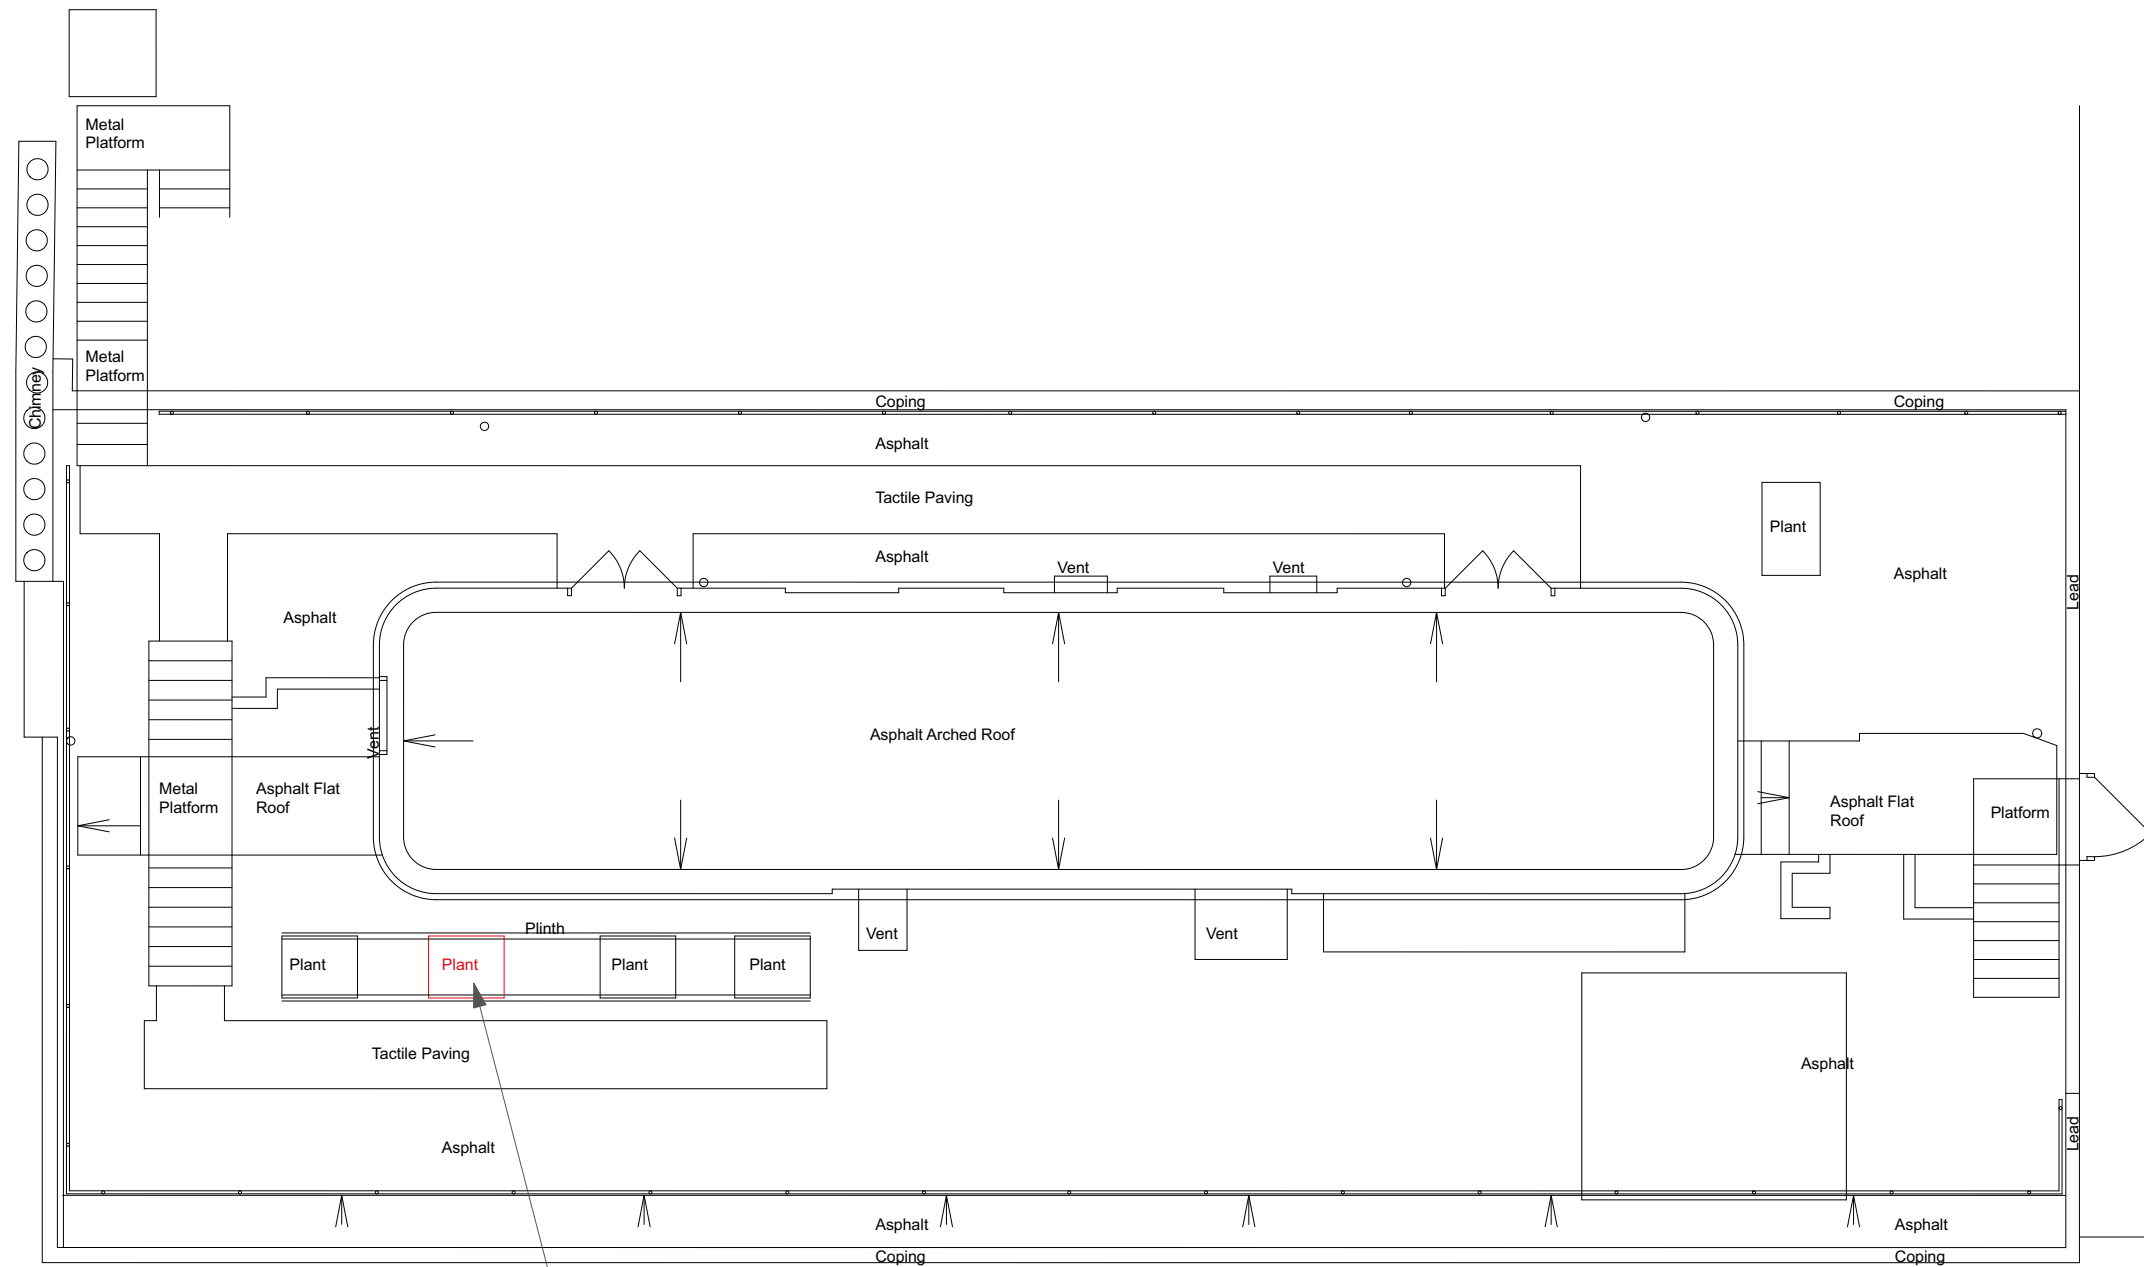 Metal
Platform
Metal
Platform
Chimney
Coping
Coping
Asphalt
Tactile Paving
Plant
Asphalt
Vent
Vent
Asphalt
Lead
Asphalt
Vent
Asphalt Arched Roof
Metal
Platform
Asphalt Flat
Roof
Asphalt Flat
Roof
Platform
Plinth
Vent
Vent
Plant
Plant
Plant
Plant
Tactile Paving
Asphalt
Asphalt
Lead
Asphalt
Asphalt
Coping
Coping